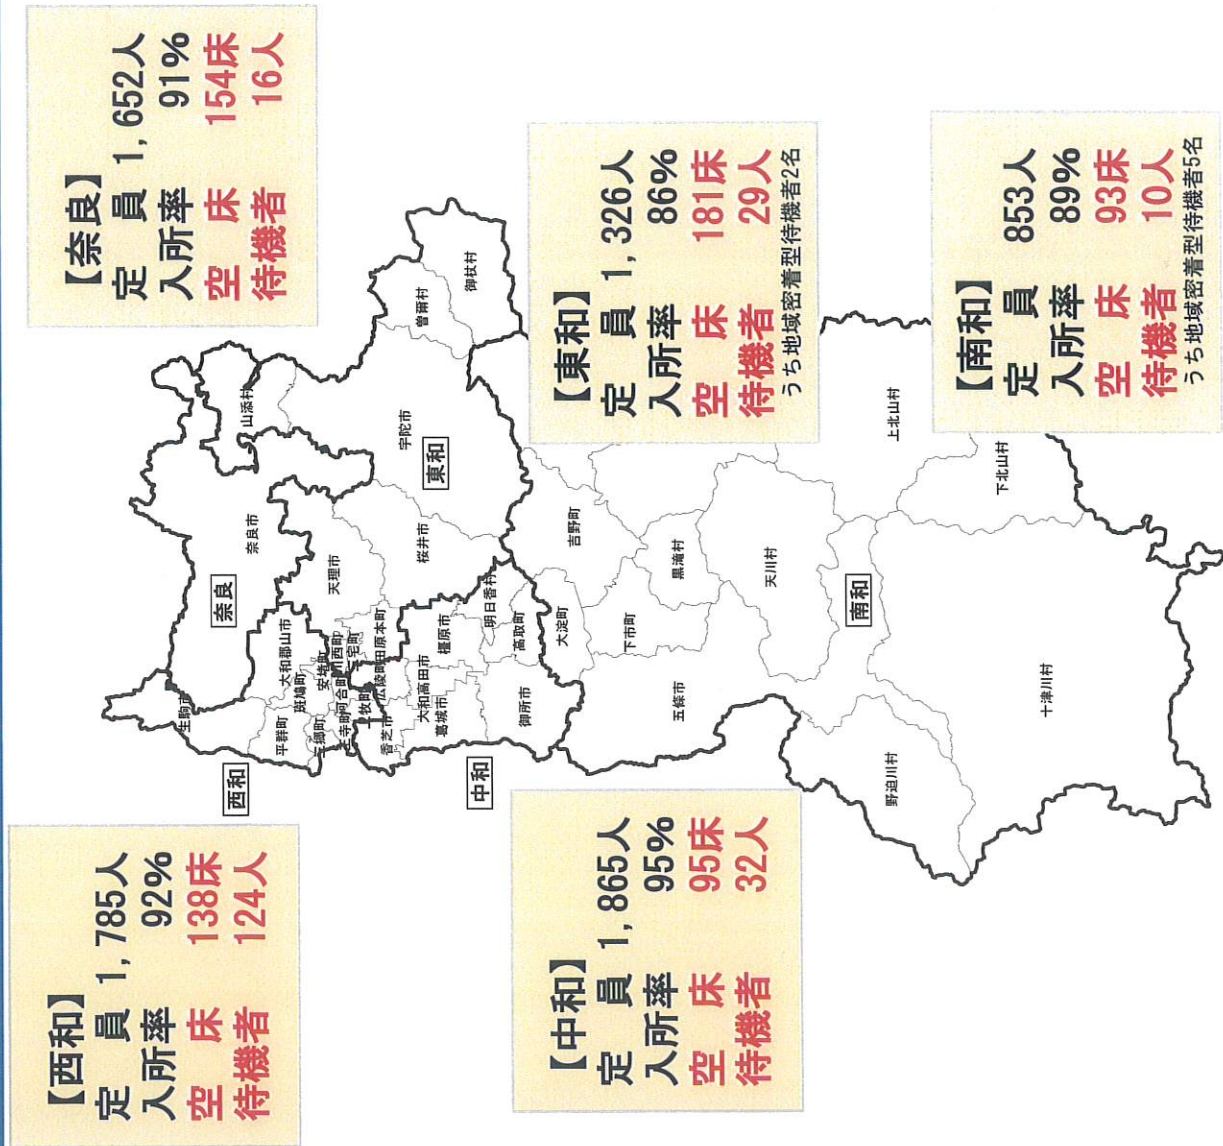 【西和】
定　員 1,785人
入所率 92%
空　床 138床
待機者 124人
【奈良】
定　員 1,652人
入所率 91%
空　床 154床
待機者 16人
【中和】
定　員 1,865人
入所率 95%
空　床 95床
待機者 32人
【東和】
定　員 1,326人
入所率 86%
空　床 181床
待機者 29人
うち地域密着型待機者2名
【南和】
定　員 853人
入所率 89%
空　床 93床
待機者 10人
うち地域密着型待機者5名
西和
奈良
中和
東和
南和
生駒市
奈良市
山添村
平群町
大和郡山市
斑鳩町
安堵町
三郷町
王寺町
河合町
川西町
三宅町
田原本町
天理市
上牧町
広陵町
香芝市
大和高田市
葛城市
橿原市
桜井市
宇陀市
曽爾村
御杖村
御所市
高取町
明日香村
大淀町
吉野町
下市町
黒滝村
五條市
天川村
上北山村
下北山村
野迫川村
十津川村